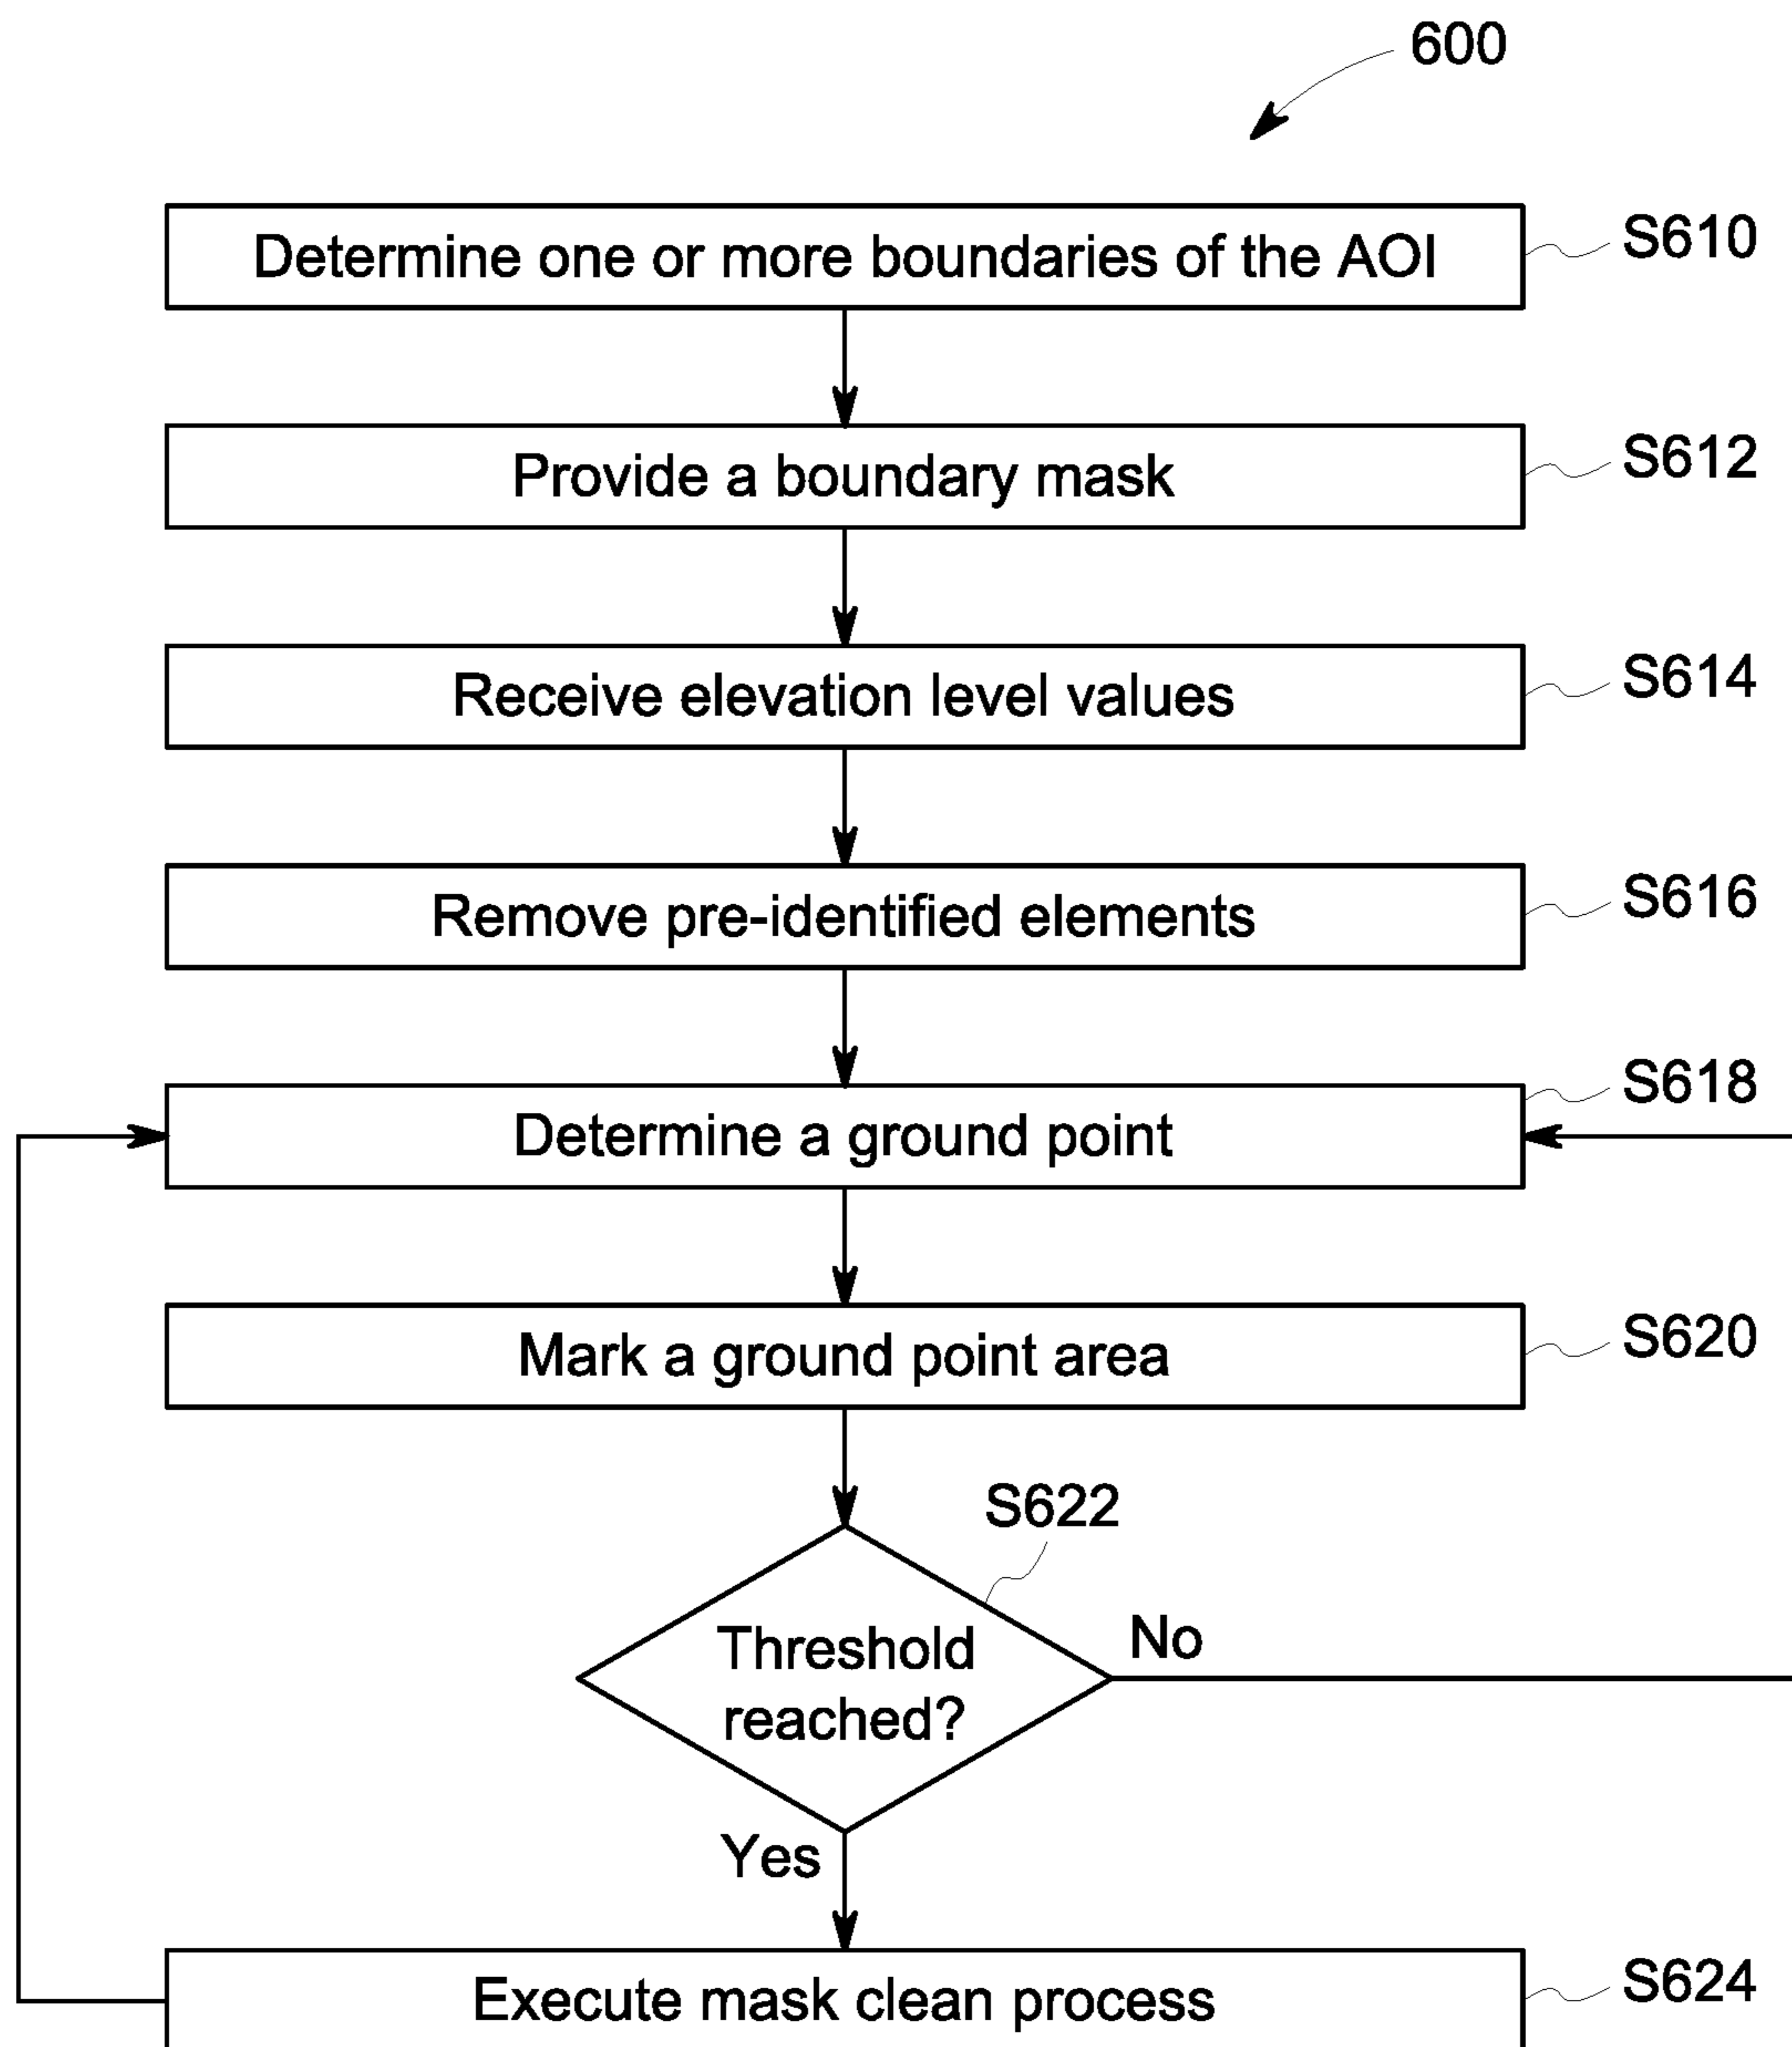 600
Determine one or more boundaries of the AOI
S610
Provide a boundary mask
S612
Receive elevation level values
S614
Remove pre-identified elements
S616
Determine a ground point
S618
Mark a ground point area
S620
S622
Threshold
reached?
No
Yes
Execute mask clean process
S624